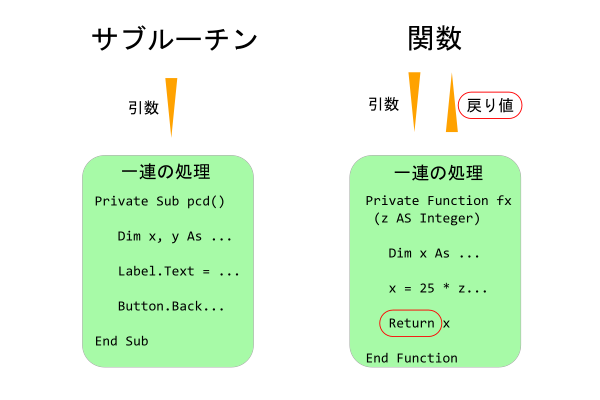 サブルーチン
引数
一連の処理
Private Sub pcd()
Dim x, y As ...
Label.Text = ...
Button.Back...
End Sub
関数
引数
戻り値
一連の処理
Private Function fx
(z AS Integer)
Dim x As ...
x = 25 * z...
Return x
End Function